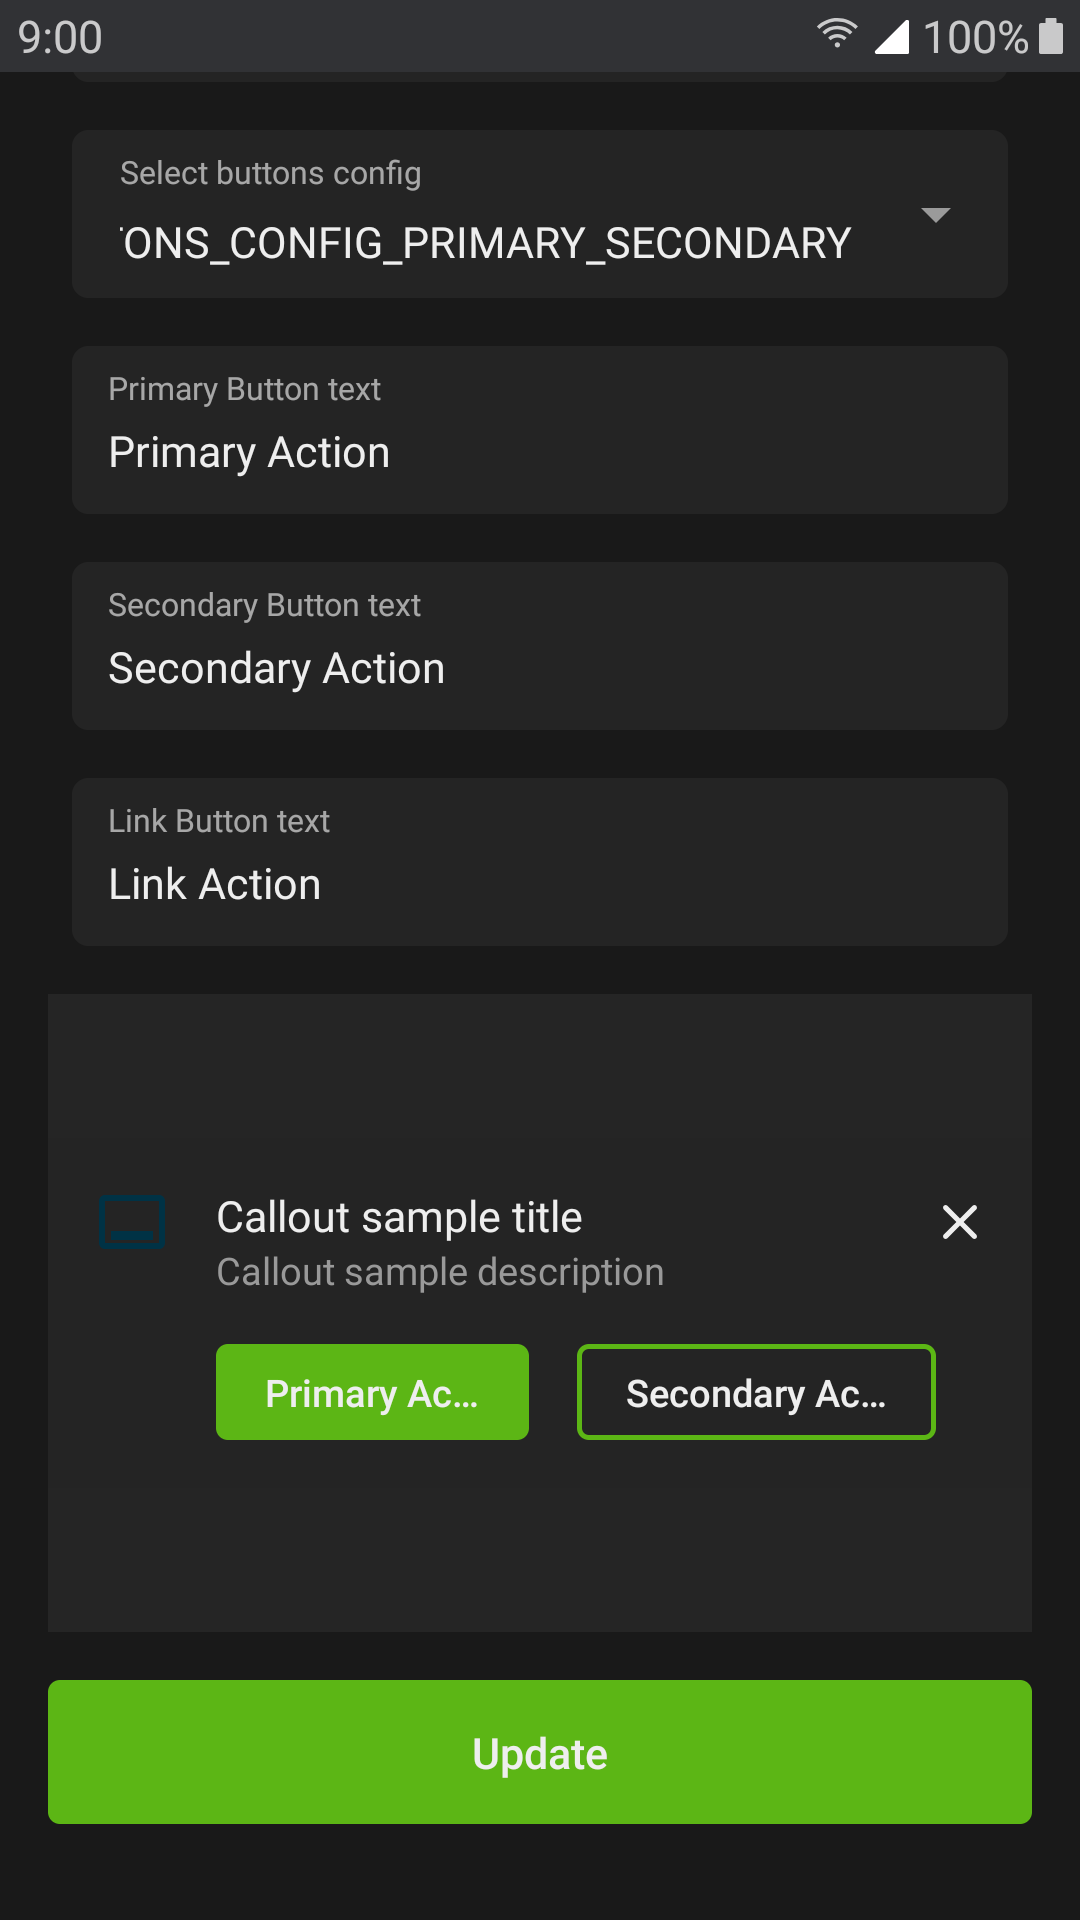 9:00
100%
Select buttons config
ONS_CONFIG_PRIMARY_SECONDARY
Primary Button text
Primary Action
Secondary Button text
Secondary Action
Link Button text
Link Action
Callout sample title
Callout sample description
Primary Ac...
Secondary Ac...
Update